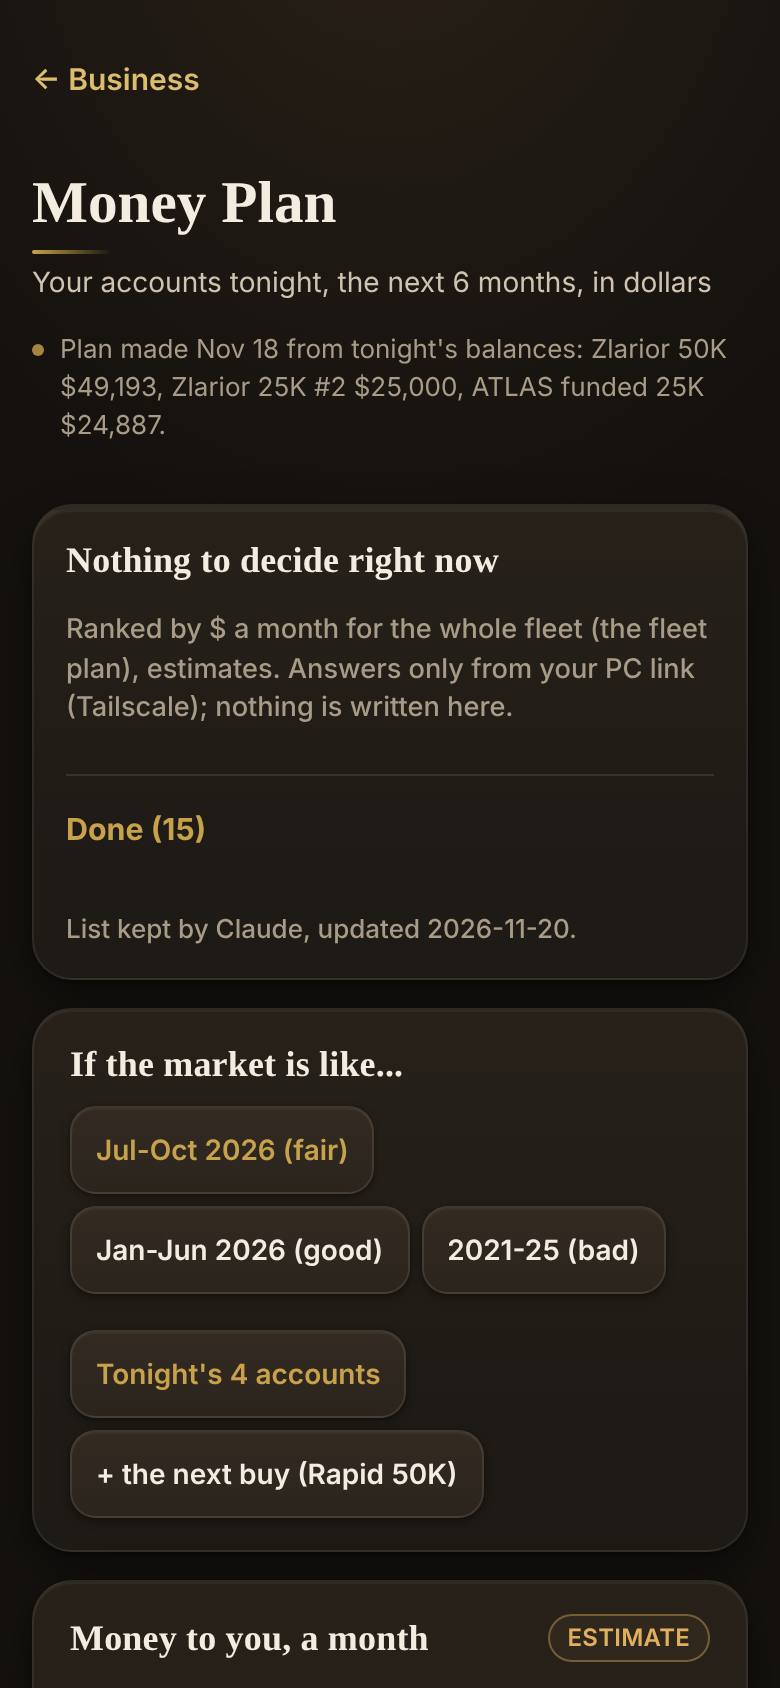 ← Business
Money Plan
Your accounts tonight, the next 6 months, in dollars
Plan made Nov 18 from tonight's balances: Zlarior 50K
$49,193, Zlarior 25K #2 $25,000, ATLAS funded 25K
$24,887.
Nothing to decide right now
Ranked by $ a month for the whole fleet (the fleet
plan), estimates. Answers only from your PC link
(Tailscale); nothing is written here.
Done (15)
List kept by Claude, updated 2026-11-20.
If the market is like...
Jul-Oct 2026 (fair)
Jan-Jun 2026 (good) 2021-25 (bad)
Tonight's 4 accounts
+ the next buy (Rapid 50K)
Money to you, a month ESTIMATE